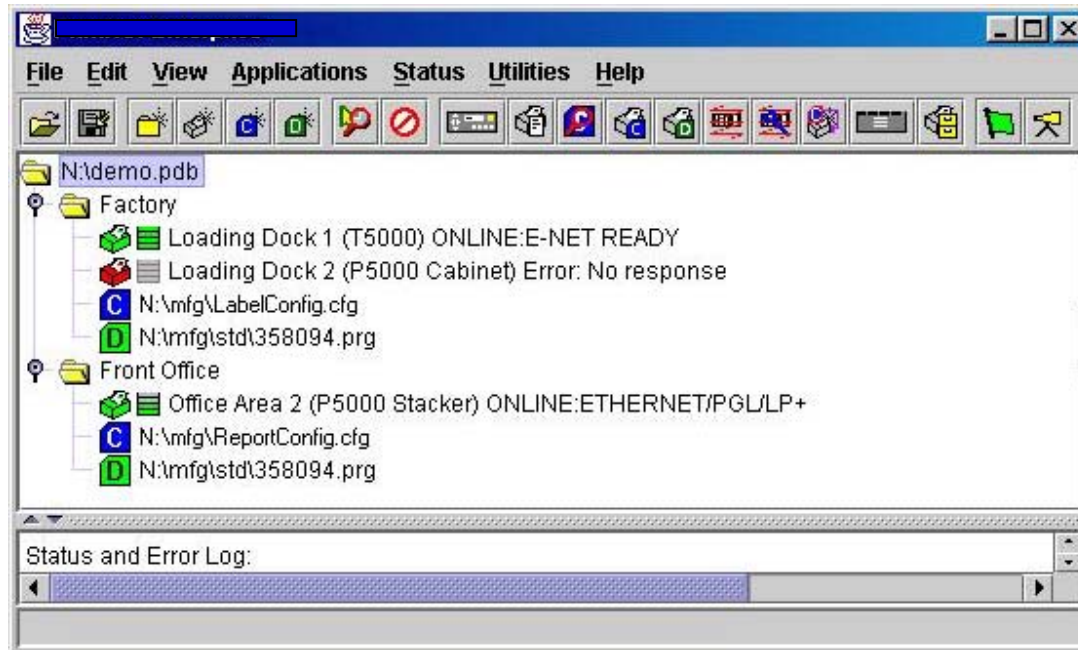 File Edit View Applications Status Utilities Help
N:\demo.pdb
Factory
Loading Dock 1 (T5000) ONLINE:E-NET READY
Loading Dock 2 (P5000 Cabinet) Error: No response
C N:\mfg\LabelConfig.cfg
D N:\mfg\std\358094.prg
Front Office
Office Area 2 (P5000 Stacker) ONLINE:ETHERNET/PGL/LP+
C N:\mfg\ReportConfig.cfg
D N:\mfg\std\358094.prg
Status and Error Log: